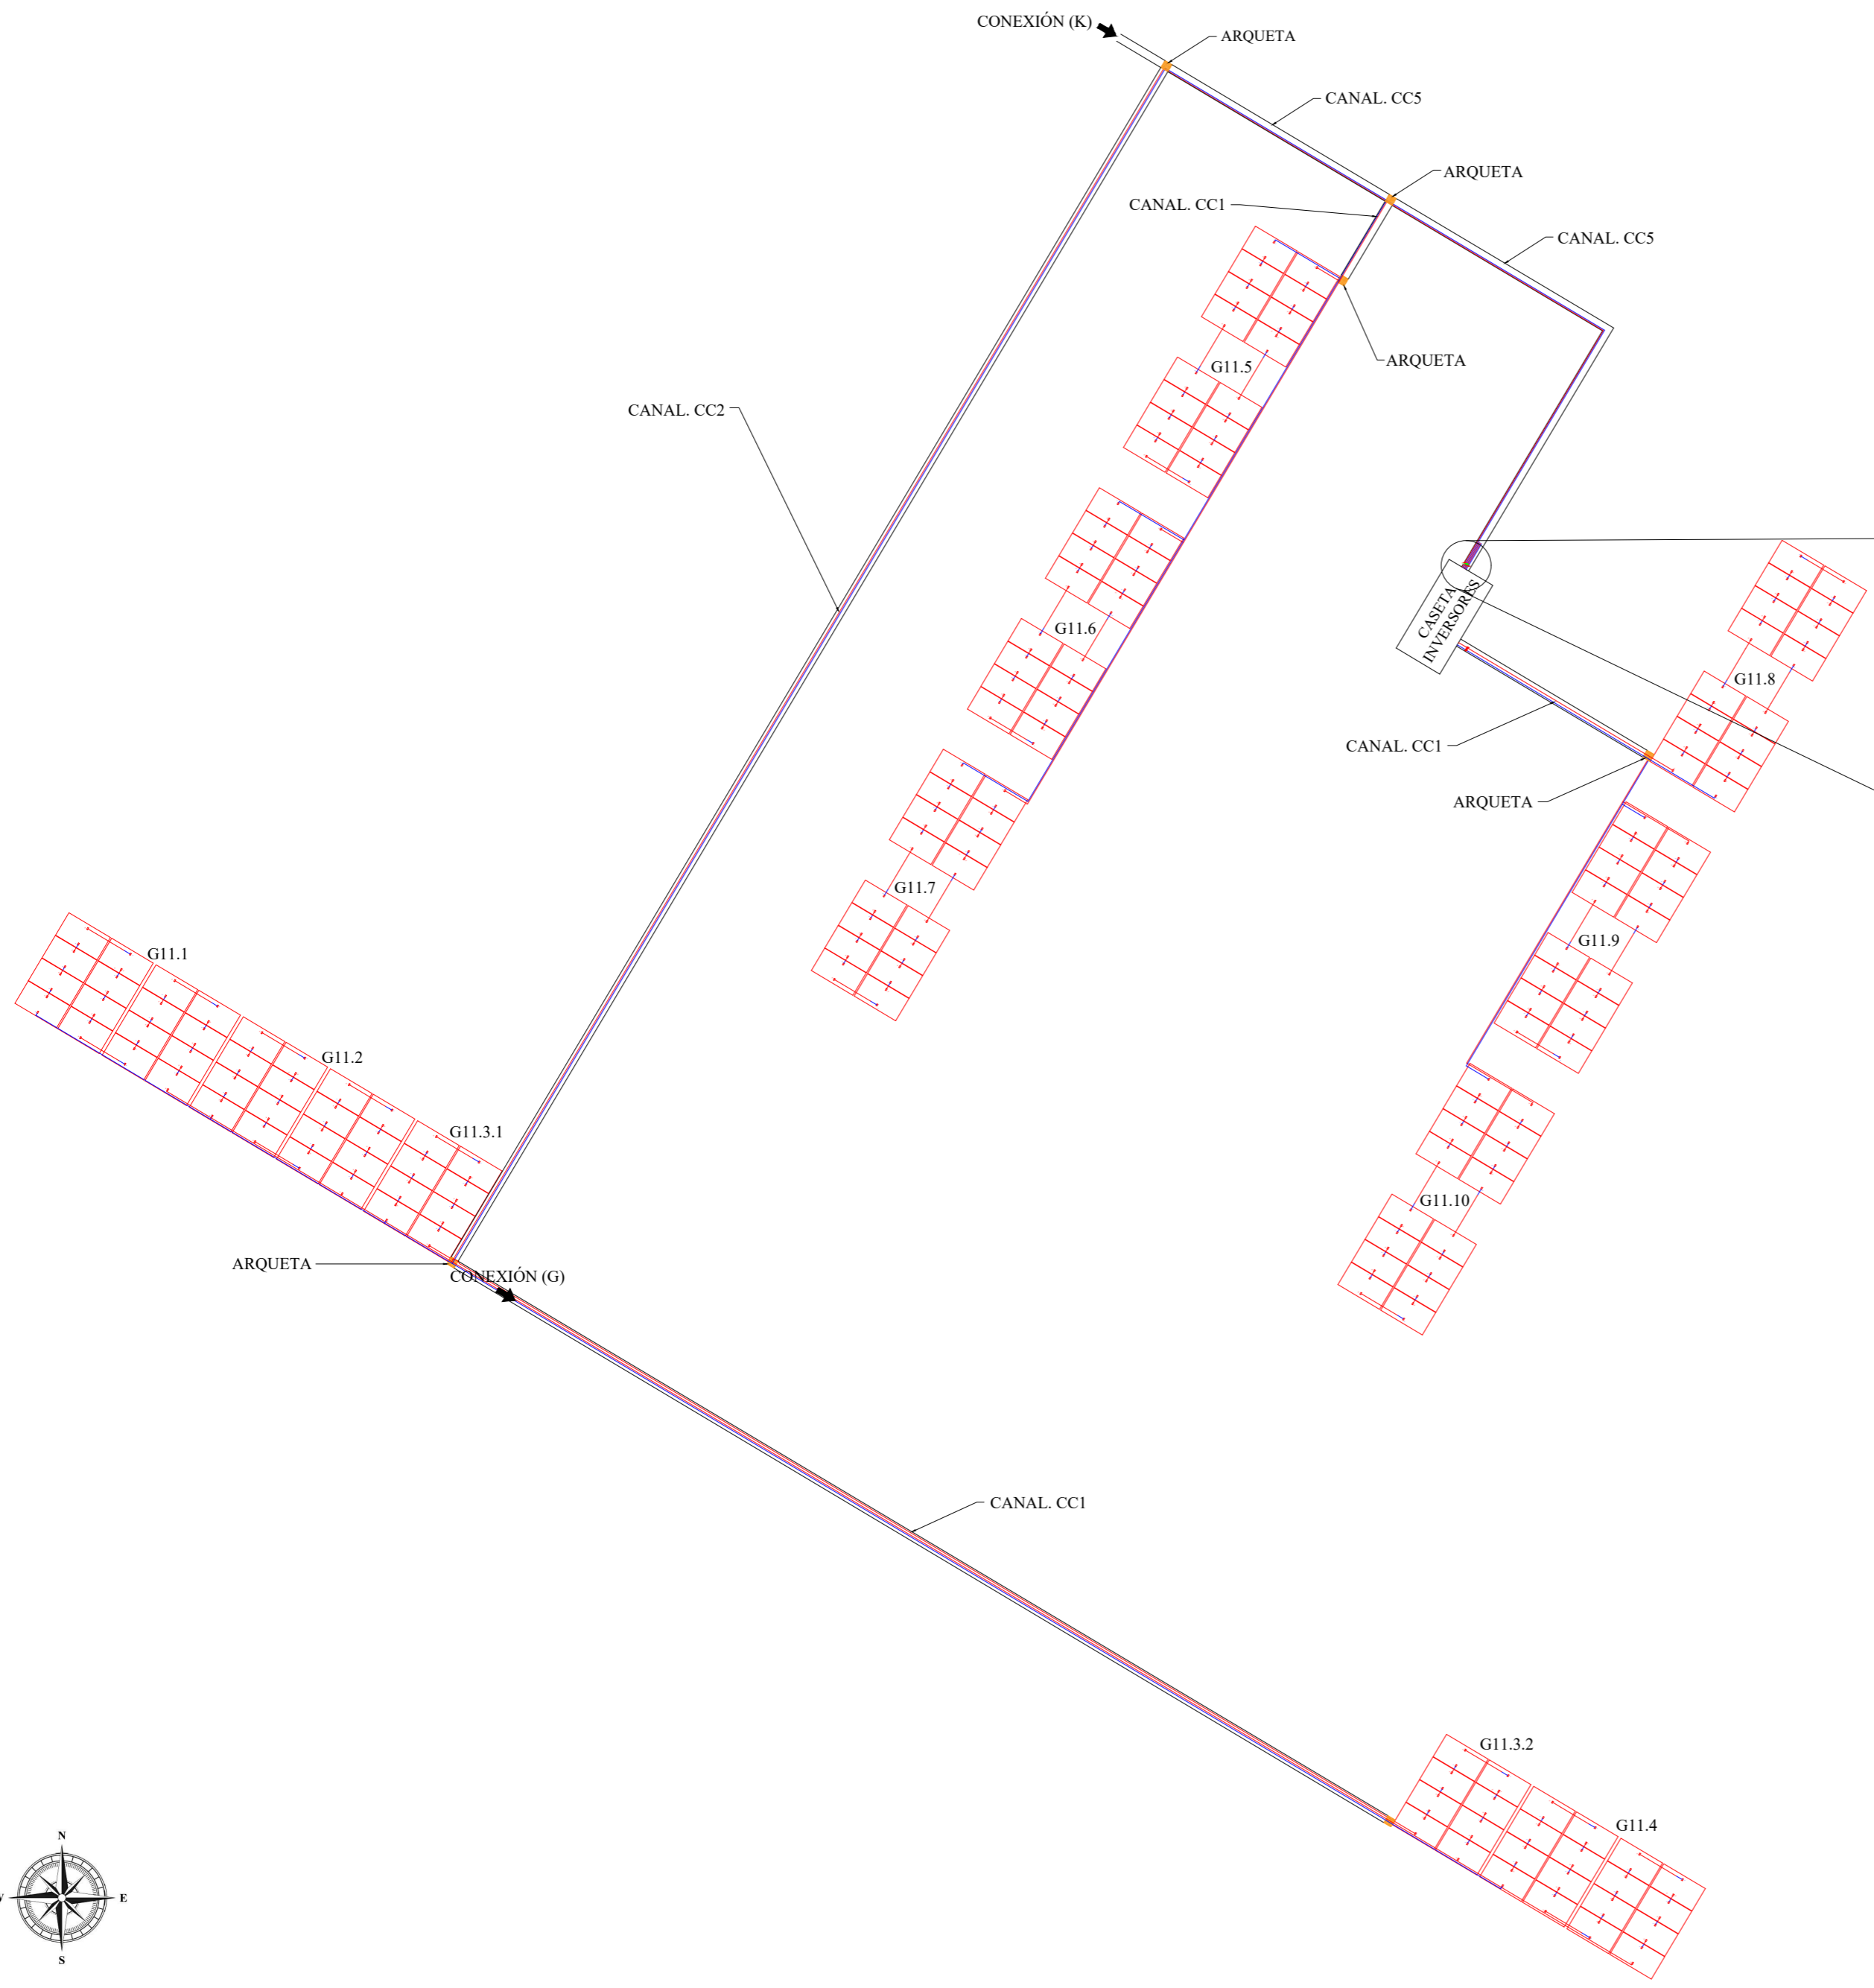 CONEXIÓN (K)
ARQUETA
CANAL. CC5
ARQUETA
CANAL. CC1
CANAL. CC5
ARQUETA
G11.5
CANAL. CC2
CASETA
INVERSORES
G11.6
G11.8
CANAL. CC1
ARQUETA
G11.7
G11.9
G11.1
G11.2
G11.3.1
G11.10
ARQUETA
CONEXIÓN (G)
CANAL. CC1
G11.3.2
G11.4
N
E
S